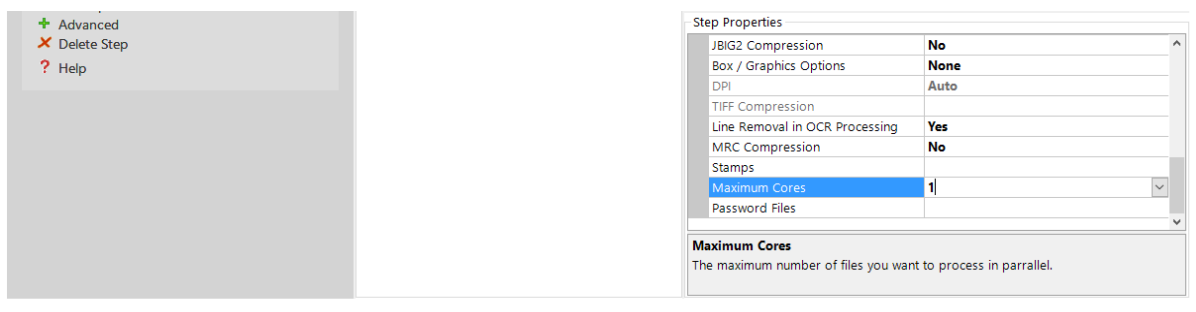 Advanced
Delete Step
? Help
Step Properties
JBIG2 Compression No
Box / Graphics Options None
DPI Auto
TIFF Compression
Line Removal in OCR Processing Yes
MRC Compression No
Stamps
Maximum Cores 1
Password Files
Maximum Cores
The maximum number of files you want to process in parrallel.